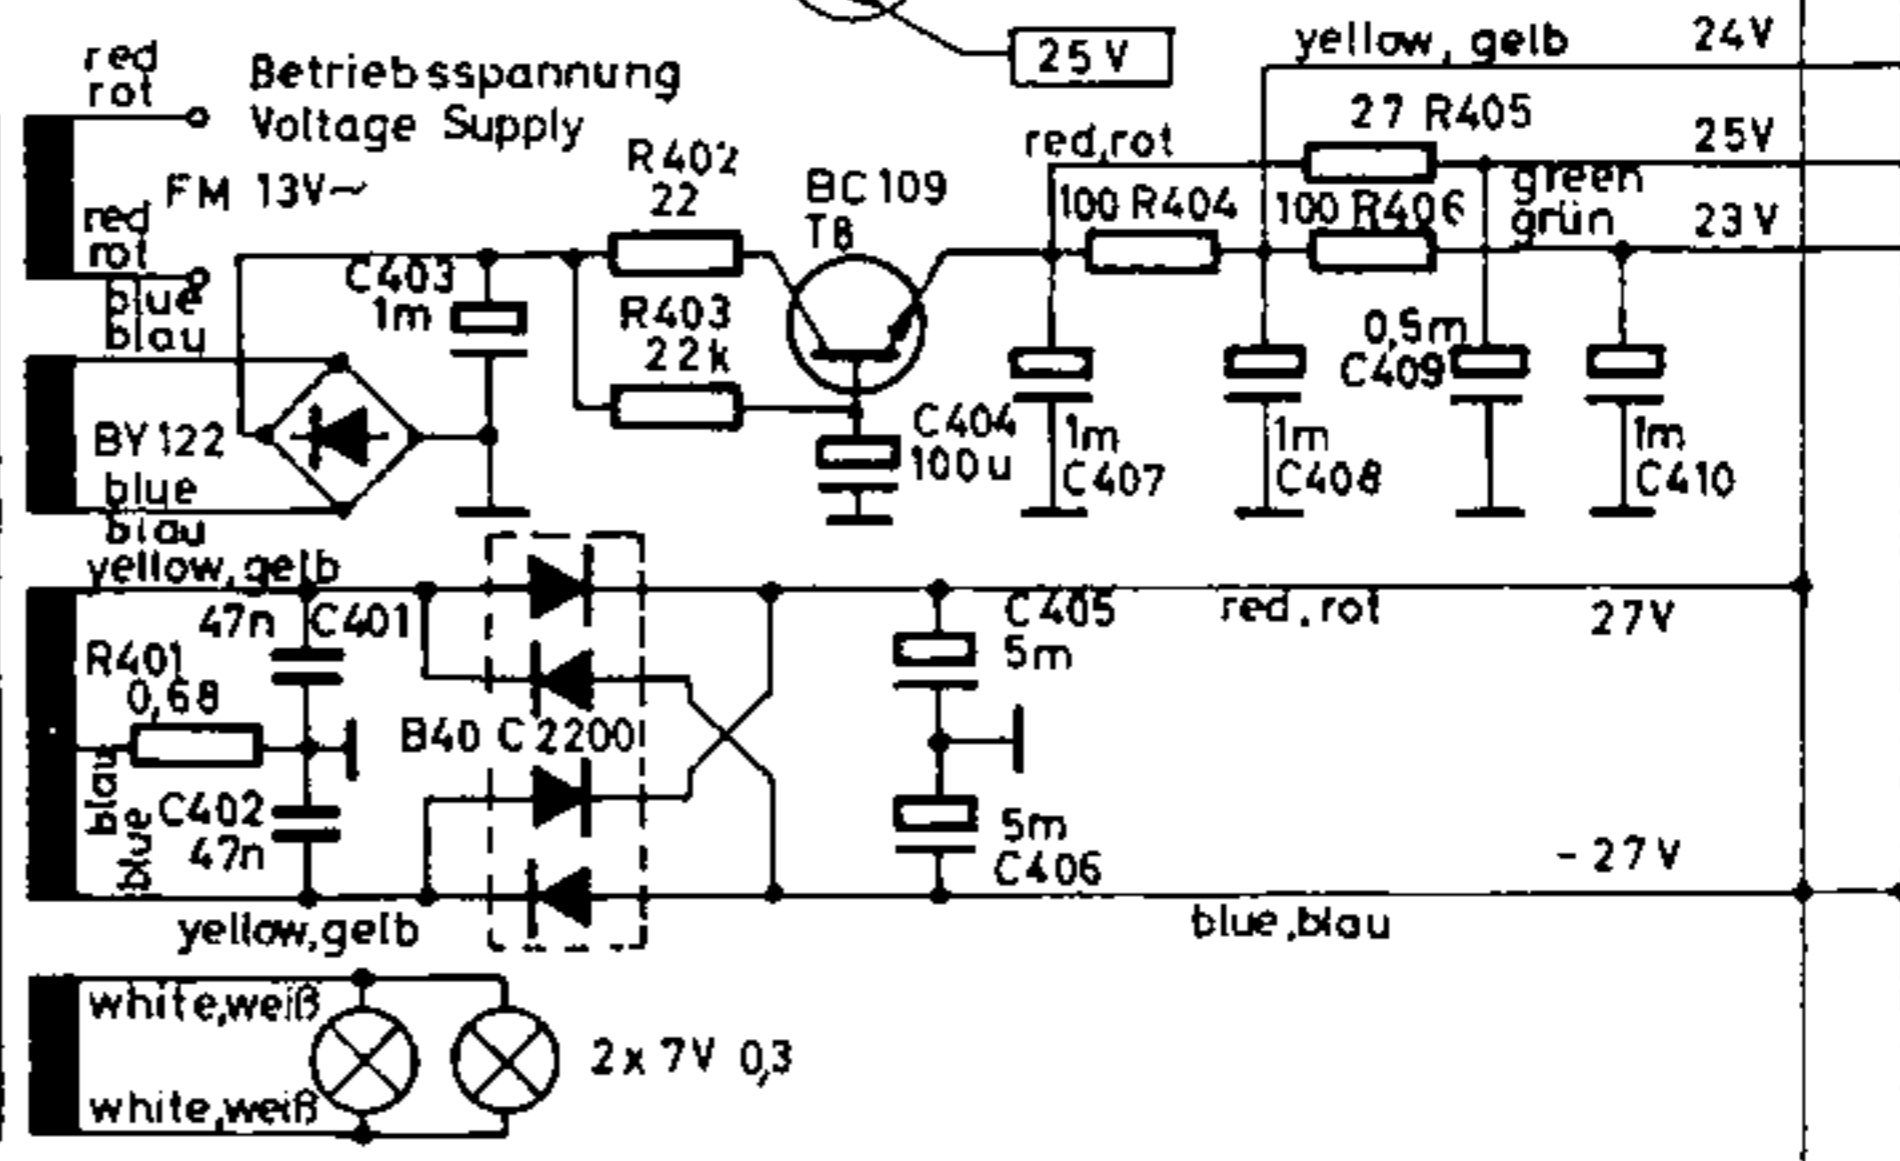 25V
yellow, gelb
24V
red
rot
Betriebsspannung
Voltage Supply
27 R405
25V
red, rot
green
grün
FM 13V~
R402
22
BC109
T8
100 R404
100 R406
23V
red
rot
blue
blau
C403
1m
R403
22k
0,5m
C409
BY122
C404
100u
1m
C407
1m
C408
1m
C410
blue
blau
yellow, gelb
47n
C401
C405
5m
red, rot
27V
R401
0,68
B40 C2200
blau
blue
C402
47n
5m
C406
-27V
yellow, gelb
blue, blau
white, weiß
2x 7V 0,3
white, weiß